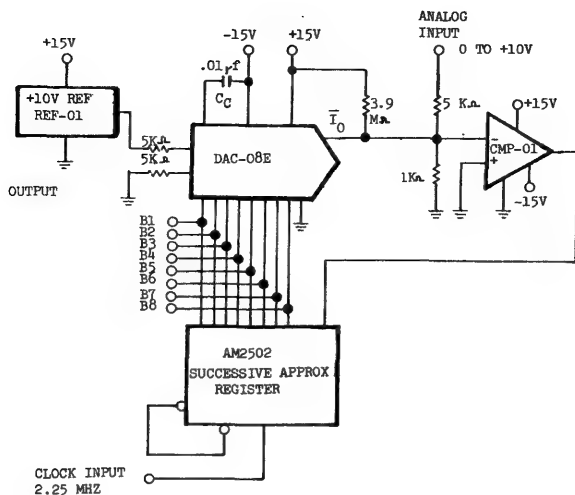 ANALOG
INPUT
0 TO +10V
+15V
-15V
+15V
.01µf
C_C
+10V REF
REF-01
5KΩ
5KΩ
DAC-08E
I̅_O
3.9
MΩ
5 KΩ
+15V
-
CMP-01
+
1KΩ
-15V
OUTPUT
B1
B2
B3
B4
B5
B6
B7
B8
AM2502
SUCCESSIVE APPROX
REGISTER
CLOCK INPUT
2.25 MHZ